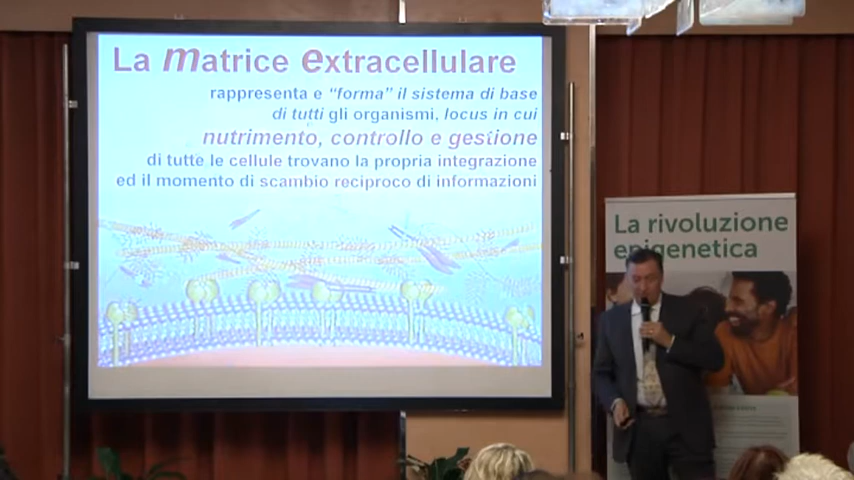 La matrice extracellulare
rappresenta e “forma” il sistema di base
di tutti gli organismi, locus in cui
nutrimento, controllo e gestione
di tutte le cellule trovano la propria integrazione
ed il momento di scambio reciproco di informazioni
La rivoluzione
epigenetica